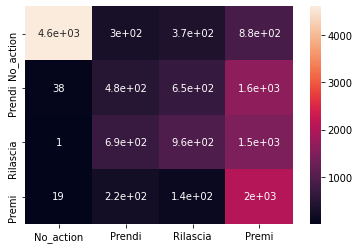 4.6e+03 3e+02 3.7e+02 8.8e+02
38 4.8e+02 6.5e+02 1.6e+03
1 6.9e+02 9.6e+02 1.5e+03
19 2.2e+02 1.4e+02 2e+03
No_action
Prendi
Rilascia
Premi
No_action Prendi Rilascia Premi
4000
3000
2000
1000